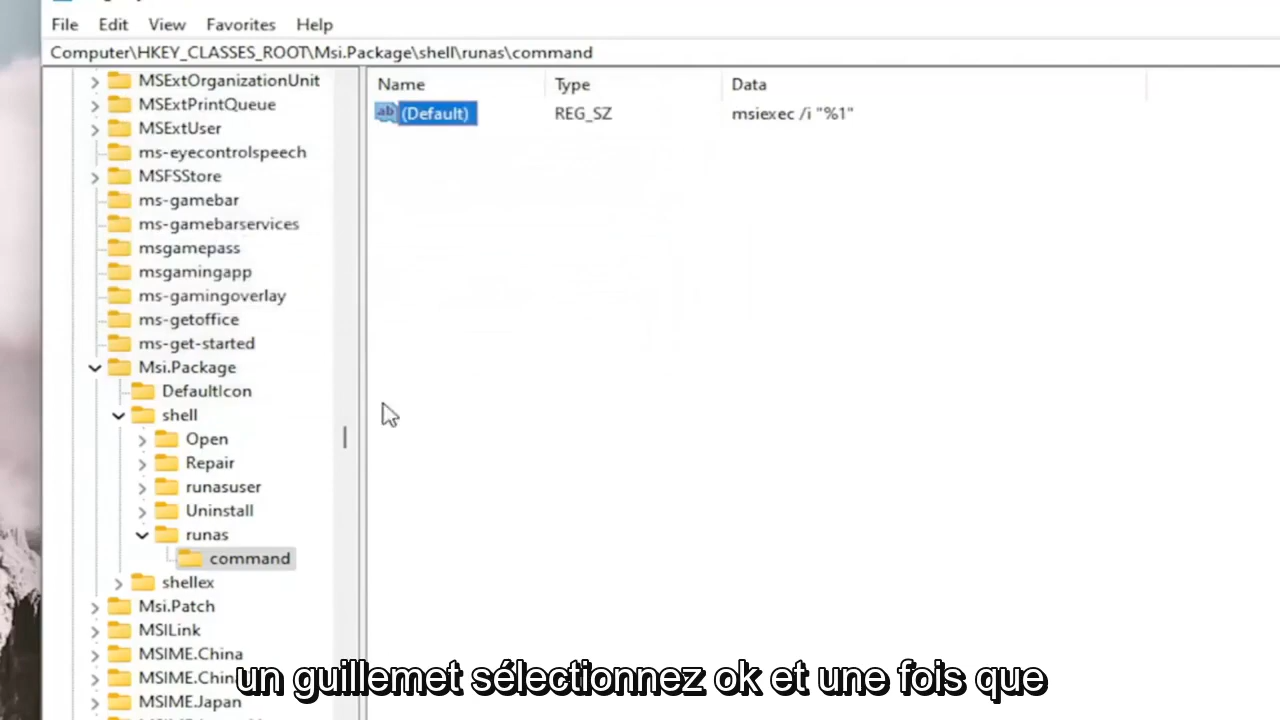 File Edit View Favorites Help
Computer\HKEY_CLASSES_ROOT\Msi.Package\shell\runas\command
MSExtOrganizationUnit
MSExtPrintQueue
MSExtUser
ms-eyecontrolspeech
MSFSStore
ms-gamebar
ms-gamebarservices
msgamepass
msgamingapp
ms-gamingoverlay
ms-getoffice
ms-get-started
Msi.Package
DefaultIcon
shell
Open
Repair
runasuser
Uninstall
runas
command
shellex
Msi.Patch
MSILink
MSIME.China
MSIME.China
MSIME.Japan
Name Type Data
ab (Default) REG_SZ msiexec /i "%1"
un guillemet sélectionnez ok et une fois que